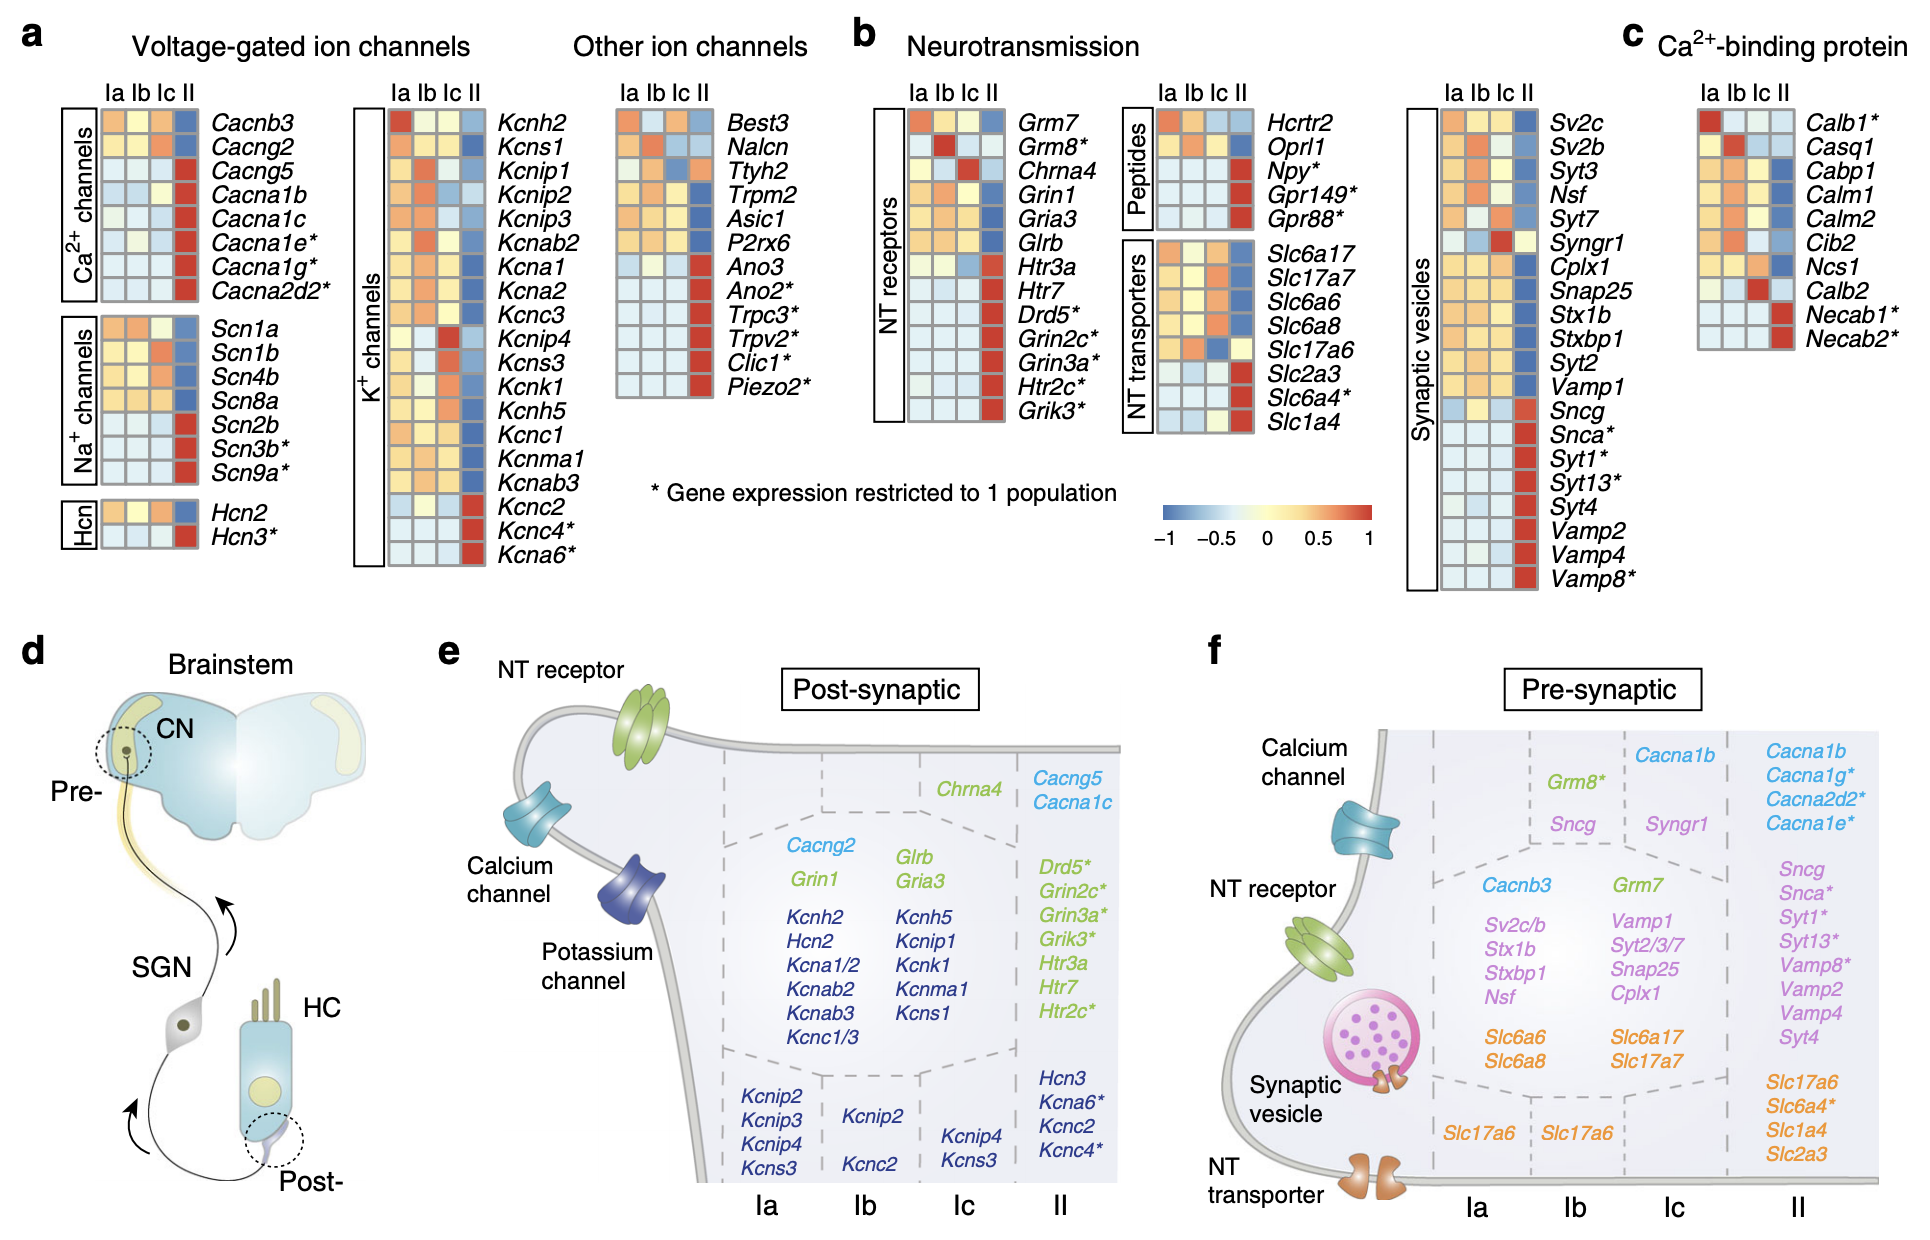 a
Voltage-gated ion channels
Other ion channels
Ia Ib Ic II
Ca2+ channels
Cacnb3
Cacng2
Cacng5
Cacna1b
Cacna1c
Cacna1e*
Cacna1g*
Cacna2d2*
Na+ channels
Scn1a
Scn1b
Scn4b
Scn8a
Scn2b
Scn3b*
Scn9a*
Hcn
Hcn2
Hcn3*
Ia Ib Ic II
K+ channels
Kcnh2
Kcns1
Kcnip1
Kcnip2
Kcnip3
Kcnab2
Kcna1
Kcna2
Kcnc3
Kcnip4
Kcns3
Kcnk1
Kcnh5
Kcnc1
Kcnma1
Kcnab3
Kcnc2
Kcnc4*
Kcna6*
Ia Ib Ic II
Best3
Nalcn
Ttyh2
Trpm2
Asic1
P2rx6
Ano3
Ano2*
Trpc3*
Trpv2*
Clic1*
Piezo2*
b
Neurotransmission
Ia Ib Ic II
NT receptors
Grm7
Grm8*
Chrna4
Grin1
Gria3
Glrb
Htr3a
Htr7
Drd5*
Grin2c*
Grin3a*
Htr2c*
Grik3*
Ia Ib Ic II
Peptides
Hcrtr2
Oprl1
Npy*
Gpr149*
Gpr88*
NT transporters
Slc6a17
Slc17a7
Slc6a6
Slc6a8
Slc17a6
Slc2a3
Slc6a4*
Slc1a4
Ia Ib Ic II
Synaptic vesicles
Sv2c
Sv2b
Syt3
Nsf
Syt7
Syngr1
Cplx1
Snap25
Stx1b
Stxbp1
Syt2
Vamp1
Sncg
Snca*
Syt1*
Syt13*
Syt4
Vamp2
Vamp4
Vamp8*
* Gene expression restricted to 1 population
−1 −0.5 0 0.5 1
c
Ca2+-binding protein
Ia Ib Ic II
Calb1*
Casq1
Cabp1
Calm1
Calm2
Cib2
Ncs1
Calb2
Necab1*
Necab2*
d
Brainstem
CN
Pre-
SGN
HC
Post-
e
NT receptor
Post-synaptic
Calcium
channel
Potassium
channel
Chrna4
Cacng5
Cacna1c
Cacng2
Grin1
Glrb
Gria3
Kcnh2
Hcn2
Kcna1/2
Kcnab2
Kcnab3
Kcnc1/3
Kcnh5
Kcnip1
Kcnk1
Kcnma1
Kcns1
Drd5*
Grin2c*
Grin3a*
Grik3*
Htr3a
Htr7
Htr2c*
Kcnip2
Kcnip3
Kcnip4
Kcns3
Kcnip2
Kcnc2
Kcnip4
Kcns3
Hcn3
Kcna6*
Kcnc2
Kcnc4*
Ia Ib Ic II
f
Pre-synaptic
Calcium
channel
NT receptor
Synaptic
vesicle
NT
transporter
Grm8*
Sncg
Cacna1b
Syngr1
Cacna1b
Cacna1g*
Cacna2d2*
Cacna1e*
Cacnb3
Grm7
Sv2c/b
Stx1b
Stxbp1
Nsf
Vamp1
Syt2/3/7
Snap25
Cplx1
Slc6a6
Slc6a8
Slc6a17
Slc17a7
Sncg
Snca*
Syt1*
Syt13*
Vamp8*
Vamp2
Vamp4
Syt4
Slc17a6
Slc17a6
Slc17a6
Slc6a4*
Slc1a4
Slc2a3
Ia Ib Ic II